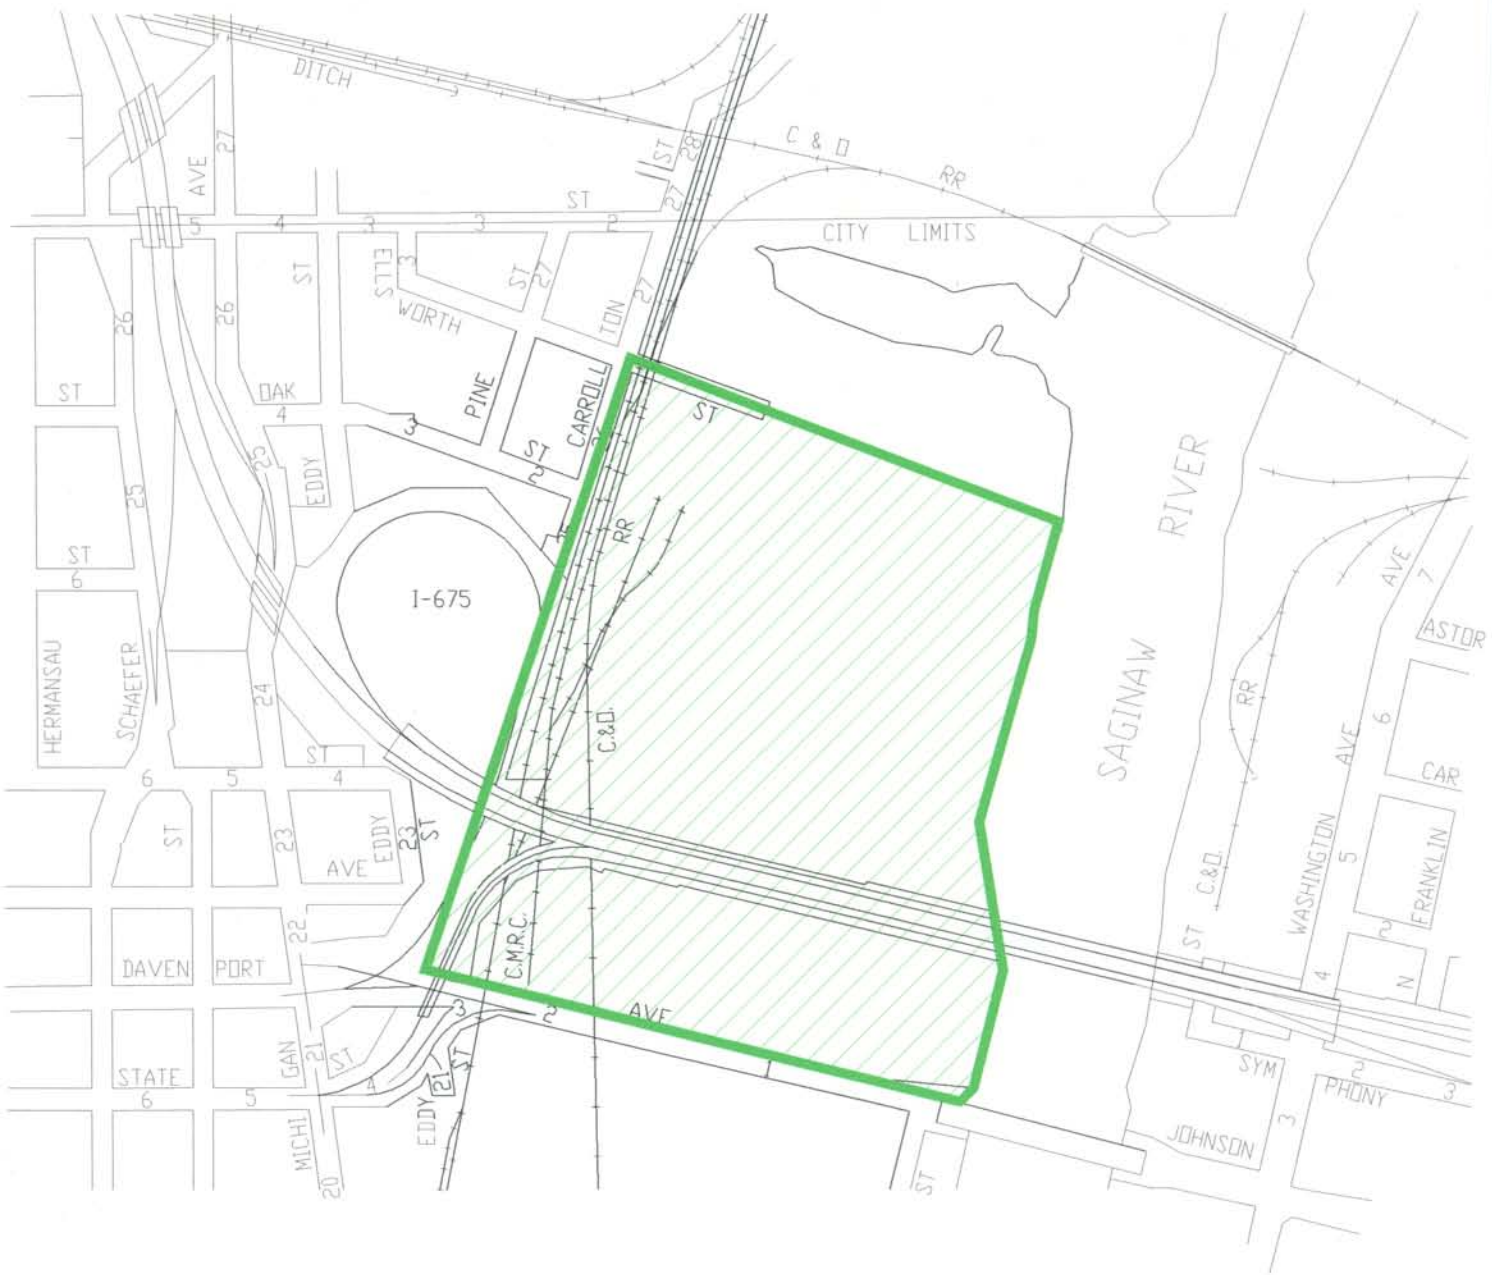 DITCH
C & O
RR
27
AVE
ST
28
27
ST
5
4
3
3
2
CITY LIMITS
ELLS
3
ST
ST
27
27
26
26
WORTH
TON
ST
OAK
4
PINE
CARROLL
ST
3
ST
2
25
EDDY
25
RR
RIVER
AVE
7
ST
6
I-675
ASTOR
HERMANSAU
SCHAEFER
24
C.&O.
SAGINAW
RR
6
AVE
ST
6
5
4
CAR
ST
23
EDDY
23
ST
AVE
WASHINGTON
5
FRANKLIN
C.&O.
22
C.M.R.C.
ST
2
DAVEN PORT
4
N
3
2
AVE
GAN
21
ST
ST
SYM
STATE
4
EDDY
21
2
3
6
5
PHONY
MICHI
3
JOHNSON
20
ST